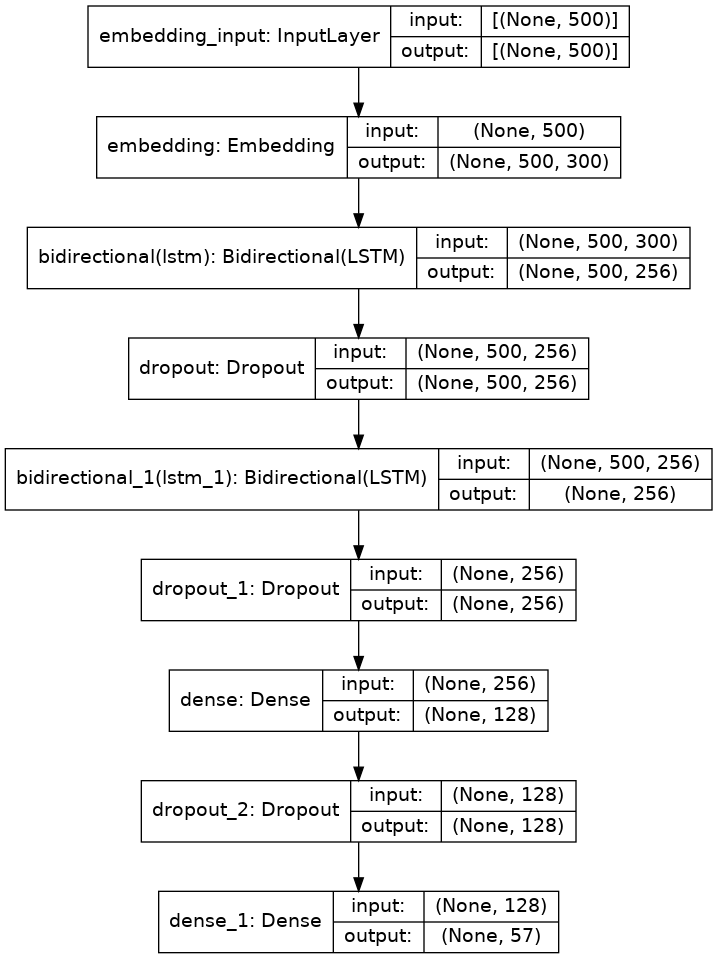 embedding_input: InputLayer
input: [(None, 500)]
output: [(None, 500)]
embedding: Embedding
input: (None, 500)
output: (None, 500, 300)
bidirectional(lstm): Bidirectional(LSTM)
input: (None, 500, 300)
output: (None, 500, 256)
dropout: Dropout
input: (None, 500, 256)
output: (None, 500, 256)
bidirectional_1(lstm_1): Bidirectional(LSTM)
input: (None, 500, 256)
output: (None, 256)
dropout_1: Dropout
input: (None, 256)
output: (None, 256)
dense: Dense
input: (None, 256)
output: (None, 128)
dropout_2: Dropout
input: (None, 128)
output: (None, 128)
dense_1: Dense
input: (None, 128)
output: (None, 57)